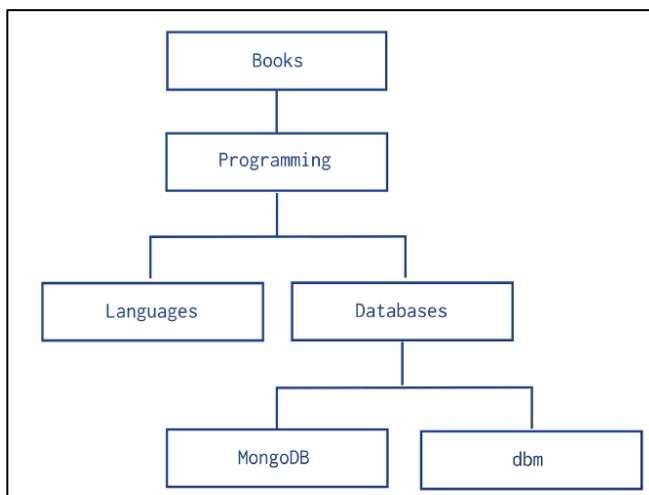 Books
Programming
Languages
Databases
MongoDB
dbm